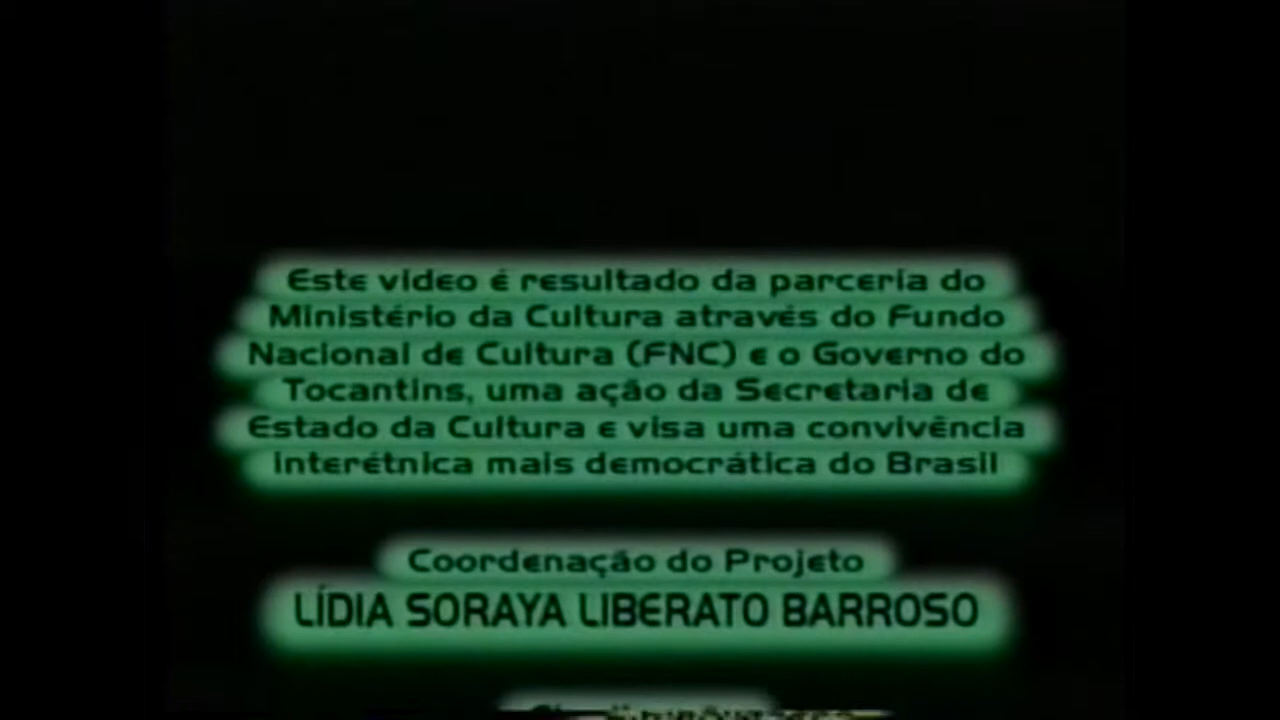 Este video é resultado da parceria do
Ministério da Cultura através do Fundo
Nacional de Cultura (FNC) e o Governo do
Tocantins, uma ação da Secretaria de
Estado da Cultura e visa uma convivência
interétnica mais democrática do Brasil
Coordenação do Projeto
LÍDIA SORAYA LIBERATO BARROSO